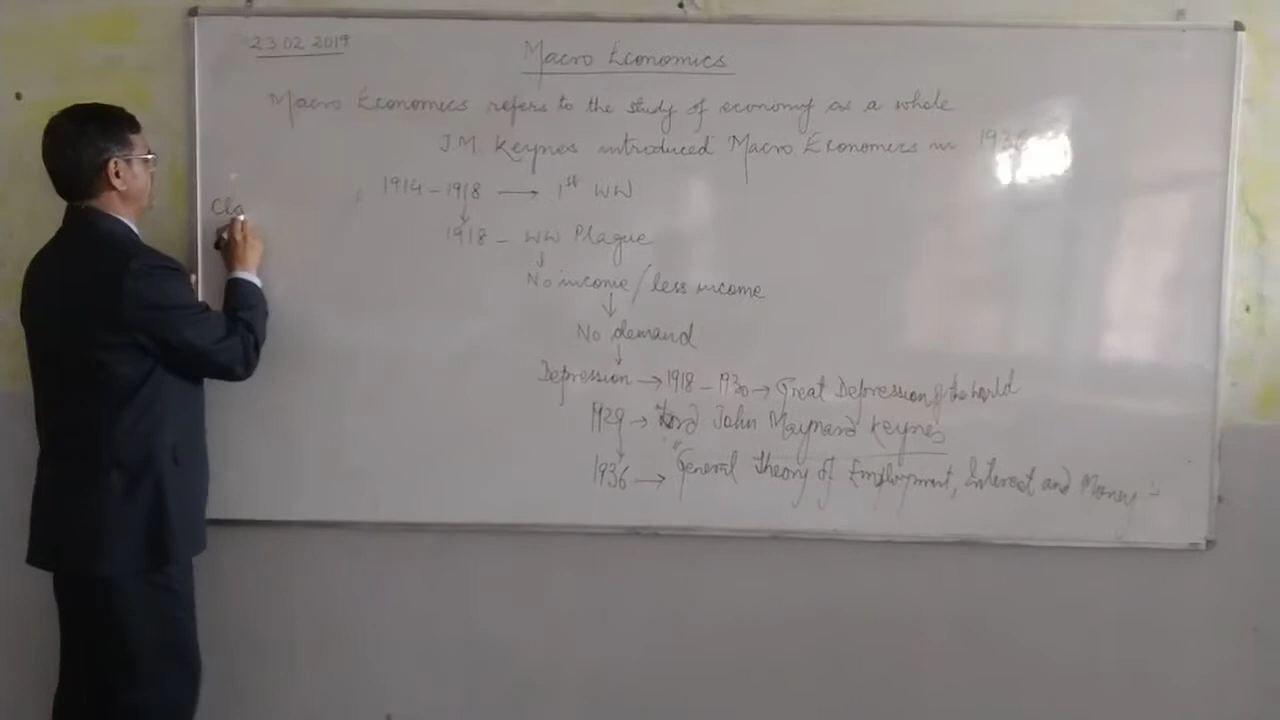 23.02.2019
Macro Economics
Macro Economics refers to the study of economy as a whole
J.M. Keynes introduced Macro Economics in 1936
1914 – 1918 → 1st WW
Cla
1918 – WW Plague
No income / less income
No demand
Depression → 1918 – 1930 → Great Depression of the world
1929 → Lord John Maynard Keynes
1936 → "General Theory of Employment, Interest and Money"